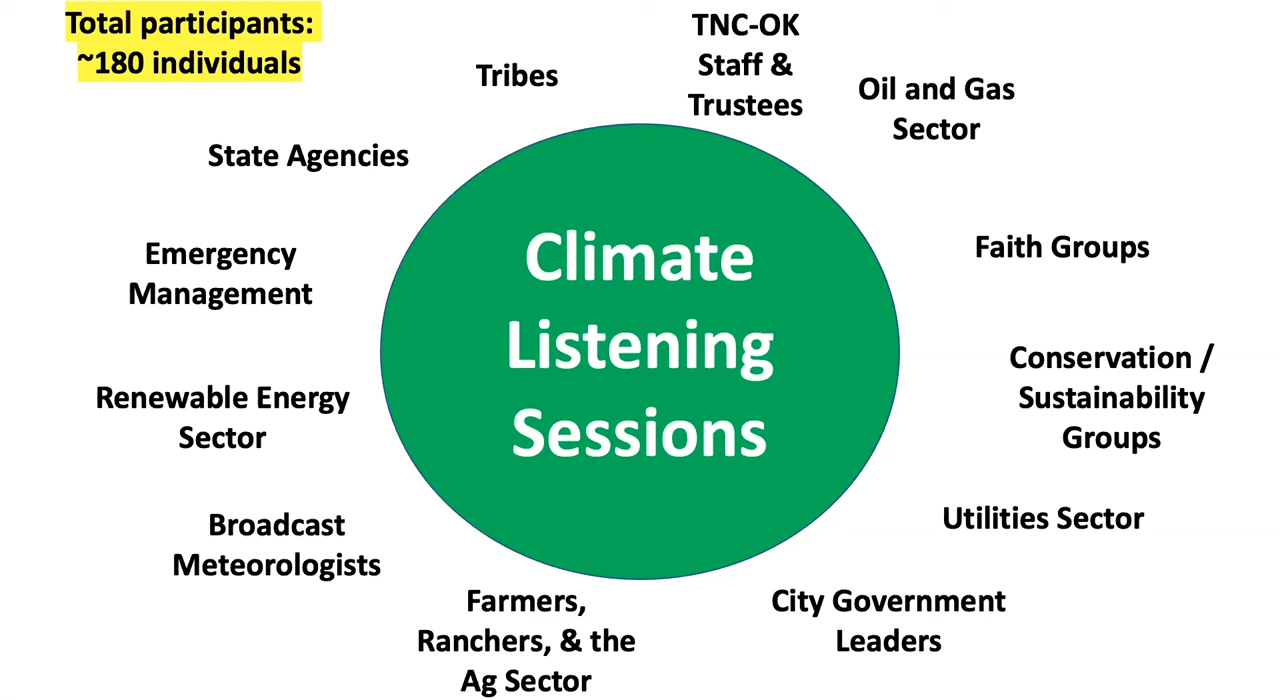 Total participants:
~180 individuals
Tribes
TNC-OK
Staff &
Trustees
Oil and Gas
Sector
State Agencies
Faith Groups
Emergency
Management
Climate
Listening
Sessions
Conservation /
Sustainability
Groups
Renewable Energy
Sector
Utilities Sector
Broadcast
Meteorologists
Farmers,
Ranchers, & the
Ag Sector
City Government
Leaders